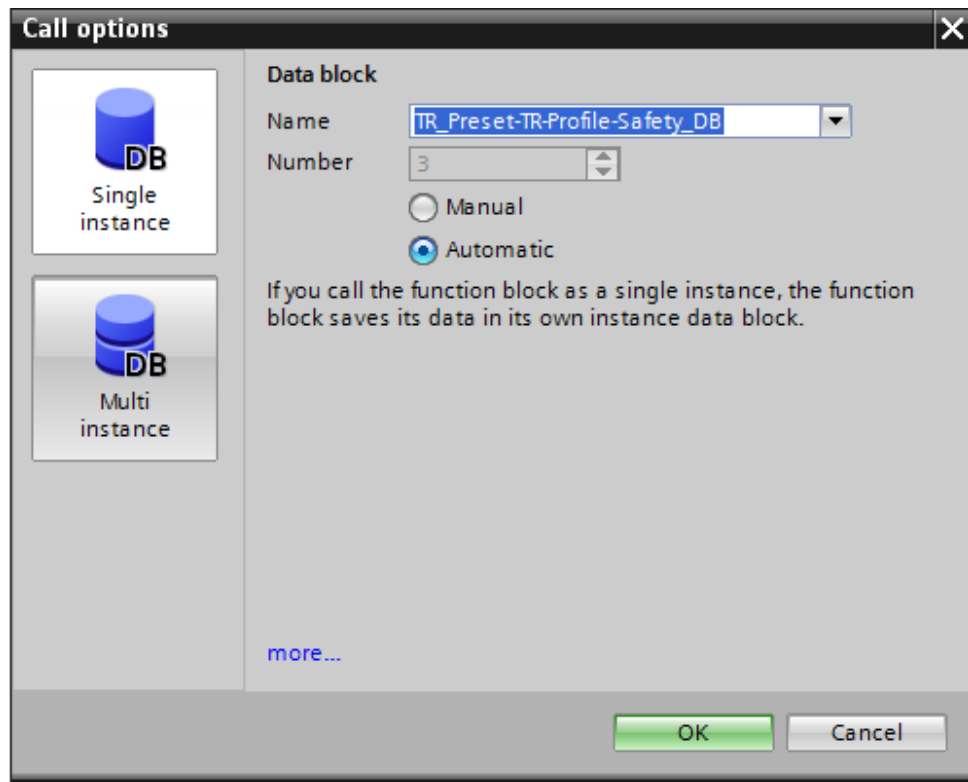 Call options
DB
Single
instance
DB
Multi
instance
Data block
Name
TR_Preset-TR-Profile-Safety_DB
Number
3
Manual
Automatic
If you call the function block as a single instance, the function
block saves its data in its own instance data block.
more...
OK
Cancel